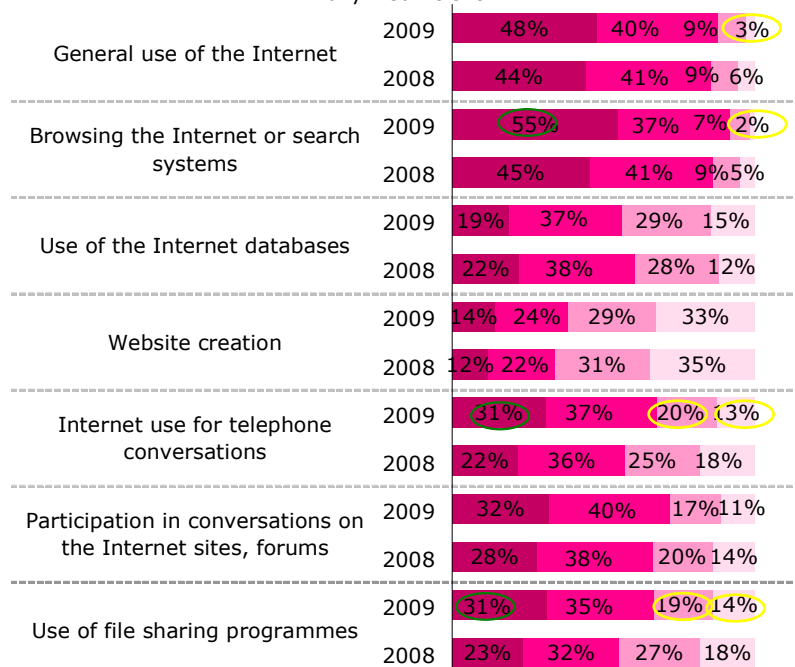 2009 48% 40% 9% 3%
General use of the Internet
2008 44% 41% 9% 6%
2009 55% 37% 7% 2%
Browsing the Internet or search
systems
2008 45% 41% 9% 5%
2009 19% 37% 29% 15%
Use of the Internet databases
2008 22% 38% 28% 12%
2009 14% 24% 29% 33%
Website creation
2008 12% 22% 31% 35%
2009 31% 37% 20% 13%
Internet use for telephone
conversations
2008 22% 36% 25% 18%
2009 32% 40% 17% 11%
Participation in conversations on
the Internet sites, forums
2008 28% 38% 20% 14%
2009 31% 35% 19% 14%
Use of file sharing programmes
2008 23% 32% 27% 18%